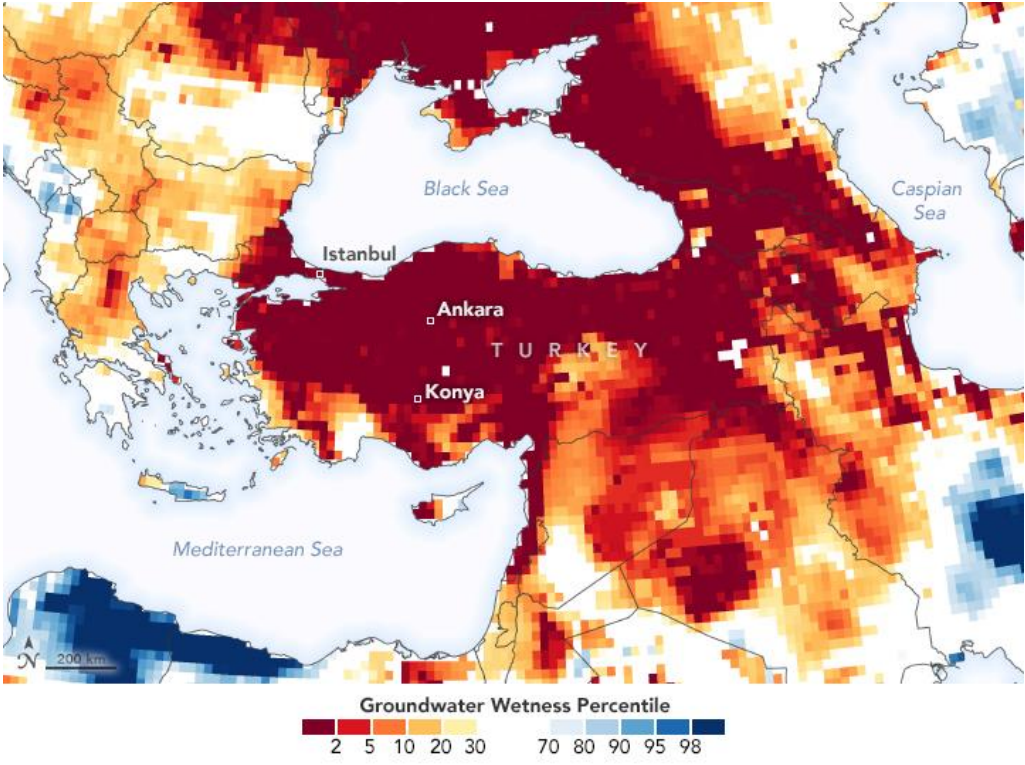 Black Sea
Caspian
Sea
Istanbul
Ankara
TURKEY
Konya
Mediterranean Sea
N
200 km
Groundwater Wetness Percentile
2 5 10 20 30 70 80 90 95 98